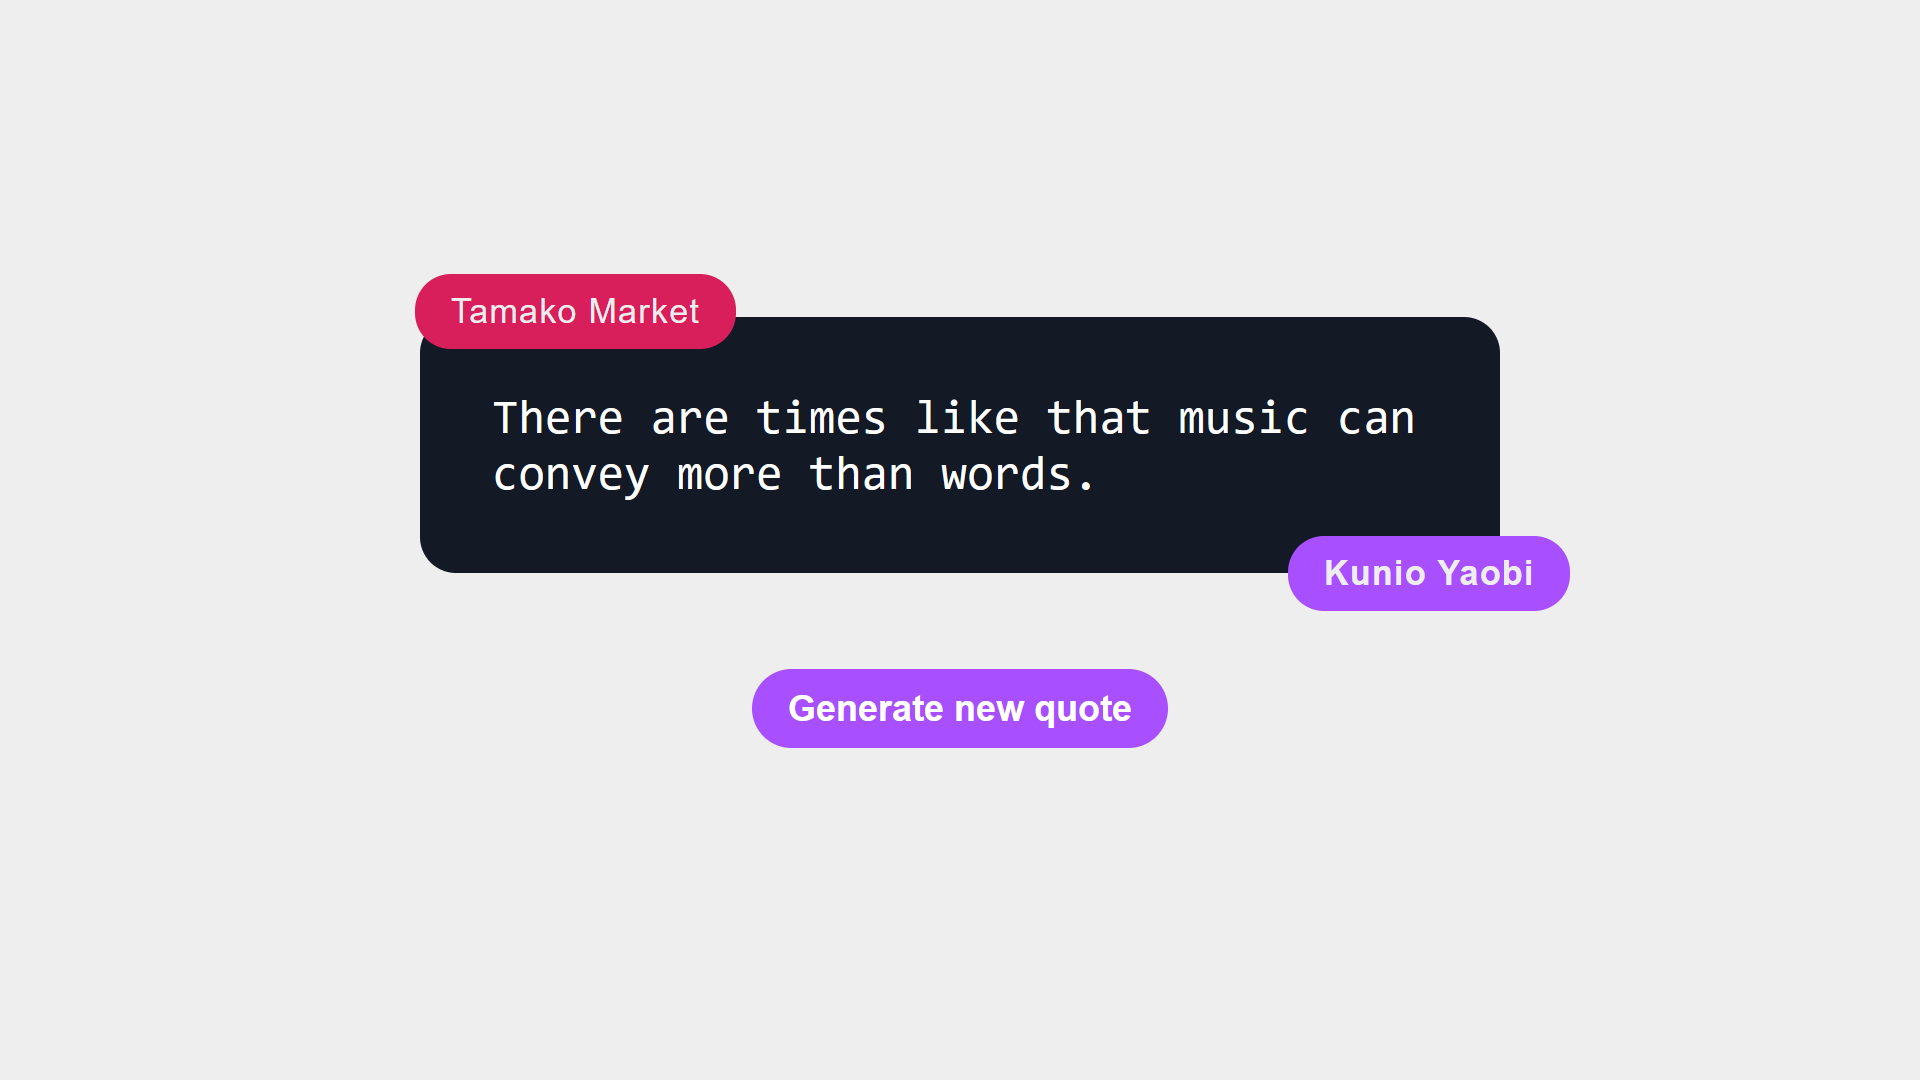 Tamako Market
There are times like that music can
convey more than words.
Kunio Yaobi
Generate new quote